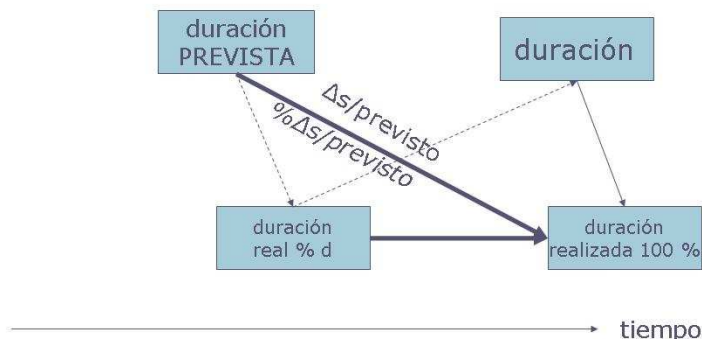 duración
PREVISTA
duración
Δs/previsto
%Δs/previsto
duración
real % d
duración
realizada 100 %
tiempo